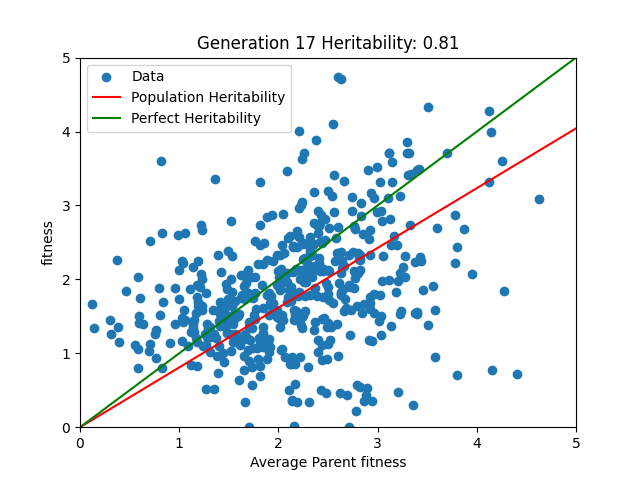 Generation 17 Heritability: 0.81
Data
Population Heritability
Perfect Heritability
fitness
5
4
3
2
1
0
0 1 2 3 4 5
Average Parent fitness